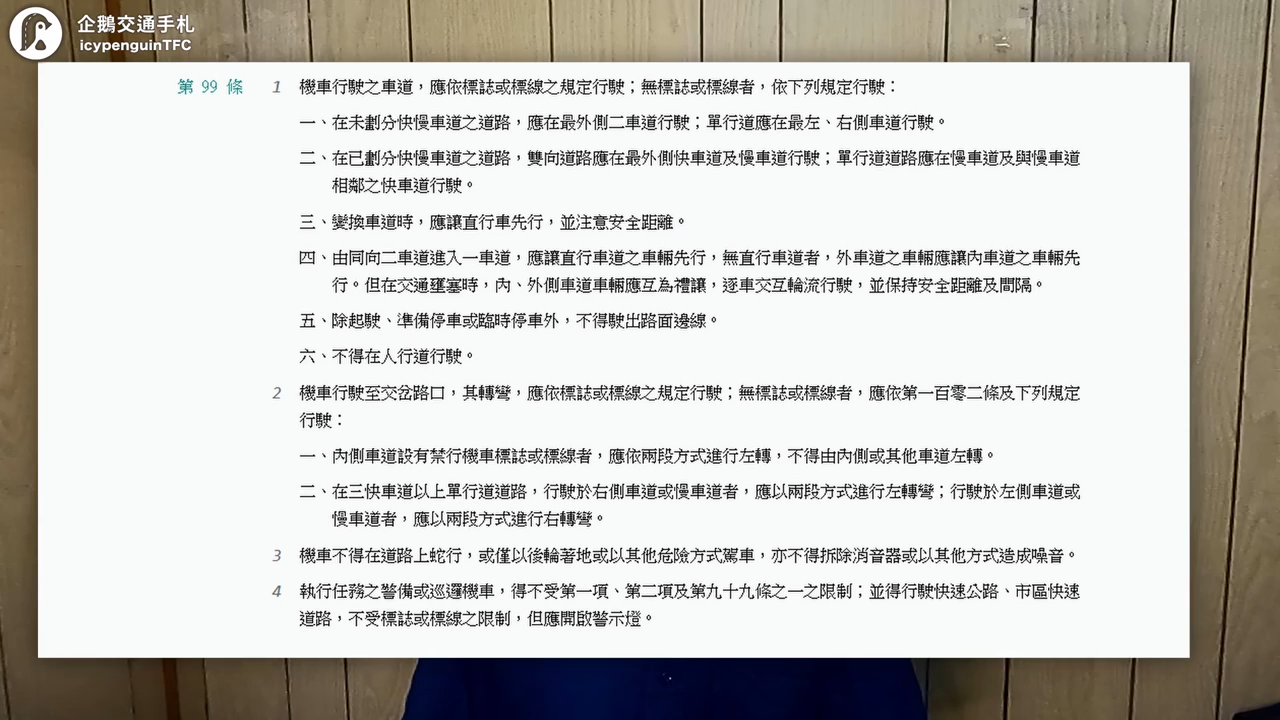 企鵝交通手札
icypenguinTFC
第 99 條 1 機車行駛之車道，應依標誌或標線之規定行駛；無標誌或標線者，依下列規定行駛：
一、在未劃分快慢車道之道路，應在最外側二車道行駛；單行道應在最左、右側車道行駛。
二、在已劃分快慢車道之道路，雙向道路應在最外側快車道及慢車道行駛；單行道道路應在慢車道及與慢車道
相鄰之快車道行駛。
三、變換車道時，應讓直行車先行，並注意安全距離。
四、由同向二車道進入一車道，應讓直行車道之車輛先行，無直行車道者，外車道之車輛應讓內車道之車輛先
行。但在交通壅塞時，內、外側車道車輛應互為禮讓，逐車交互輪流行駛，並保持安全距離及間隔。
五、除起駛、準備停車或臨時停車外，不得駛出路面邊線。
六、不得在人行道行駛。
2 機車行駛至交岔路口，其轉彎，應依標誌或標線之規定行駛；無標誌或標線者，應依第一百零二條及下列規定
行駛：
一、內側車道設有禁行機車標誌或標線者，應依兩段方式進行左轉，不得由內側或其他車道左轉。
二、在三快車道以上單行道道路，行駛於右側車道或慢車道者，應以兩段方式進行左轉彎；行駛於左側車道或
慢車道者，應以兩段方式進行右轉彎。
3 機車不得在道路上蛇行，或僅以後輪著地或以其他危險方式駕車，亦不得拆除消音器或以其他方式造成噪音。
4 執行任務之警備或巡邏機車，得不受第一項、第二項及第九十九條之一之限制；並得行駛快速公路、市區快速
道路，不受標誌或標線之限制，但應開啟警示燈。